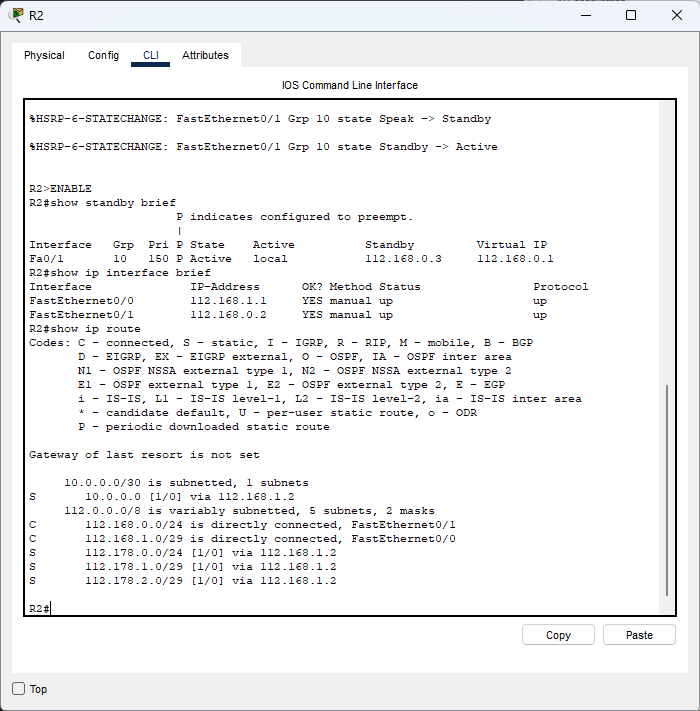 R2
Physical Config CLI Attributes
IOS Command Line Interface
%HSRP-6-STATECHANGE: FastEthernet0/1 Grp 10 state Speak -> Standby
%HSRP-6-STATECHANGE: FastEthernet0/1 Grp 10 state Standby -> Active
R2>ENABLE
R2#show standby brief
                     P indicates configured to preempt.
                     |
Interface   Grp  Pri P State    Active          Standby         Virtual IP
Fa0/1       10   150 P Active   local           112.168.0.3     112.168.0.1
R2#show ip interface brief
Interface              IP-Address      OK? Method Status                Protocol
FastEthernet0/0        112.168.1.1     YES manual up                    up
FastEthernet0/1        112.168.0.2     YES manual up                    up
R2#show ip route
Codes: C - connected, S - static, I - IGRP, R - RIP, M - mobile, B - BGP
       D - EIGRP, EX - EIGRP external, O - OSPF, IA - OSPF inter area
       N1 - OSPF NSSA external type 1, N2 - OSPF NSSA external type 2
       E1 - OSPF external type 1, E2 - OSPF external type 2, E - EGP
       i - IS-IS, L1 - IS-IS level-1, L2 - IS-IS level-2, ia - IS-IS inter area
       * - candidate default, U - per-user static route, o - ODR
       P - periodic downloaded static route
Gateway of last resort is not set
     10.0.0.0/30 is subnetted, 1 subnets
S       10.0.0.0 [1/0] via 112.168.1.2
     112.0.0.0/8 is variably subnetted, 5 subnets, 2 masks
C       112.168.0.0/24 is directly connected, FastEthernet0/1
C       112.168.1.0/29 is directly connected, FastEthernet0/0
S       112.178.0.0/24 [1/0] via 112.168.1.2
S       112.178.1.0/29 [1/0] via 112.168.1.2
S       112.178.2.0/29 [1/0] via 112.168.1.2
R2#
Copy Paste
Top